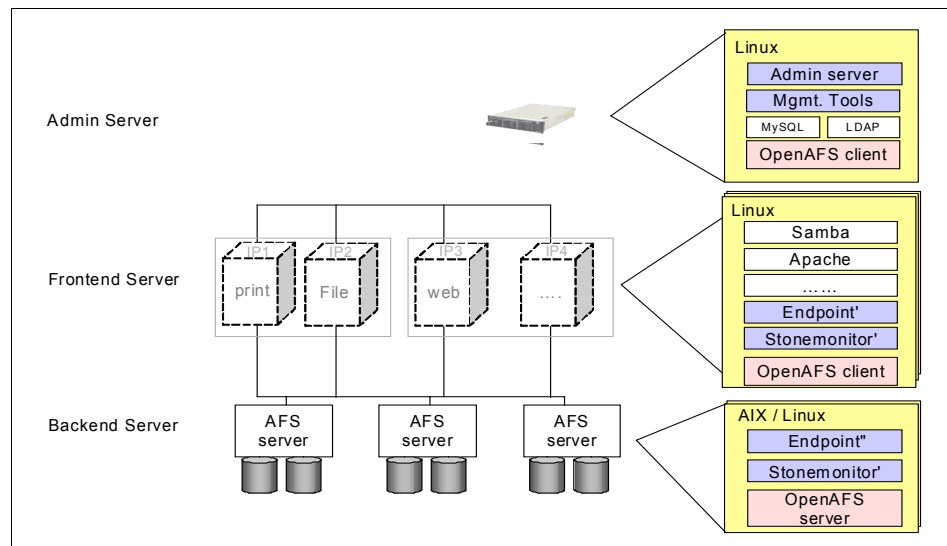 Linux
Admin server
Mgmt. Tools
MySQL LDAP
OpenAFS client
Admin Server
Linux
Samba
Apache
......
Endpoint'
Stonemonitor'
OpenAFS client
IP1 IP2 IP3 IP4
print File web ....
Frontend Server
Backend Server
AFS server
AFS server
AFS server
AIX / Linux
Endpoint"
Stonemonitor'
OpenAFS
server